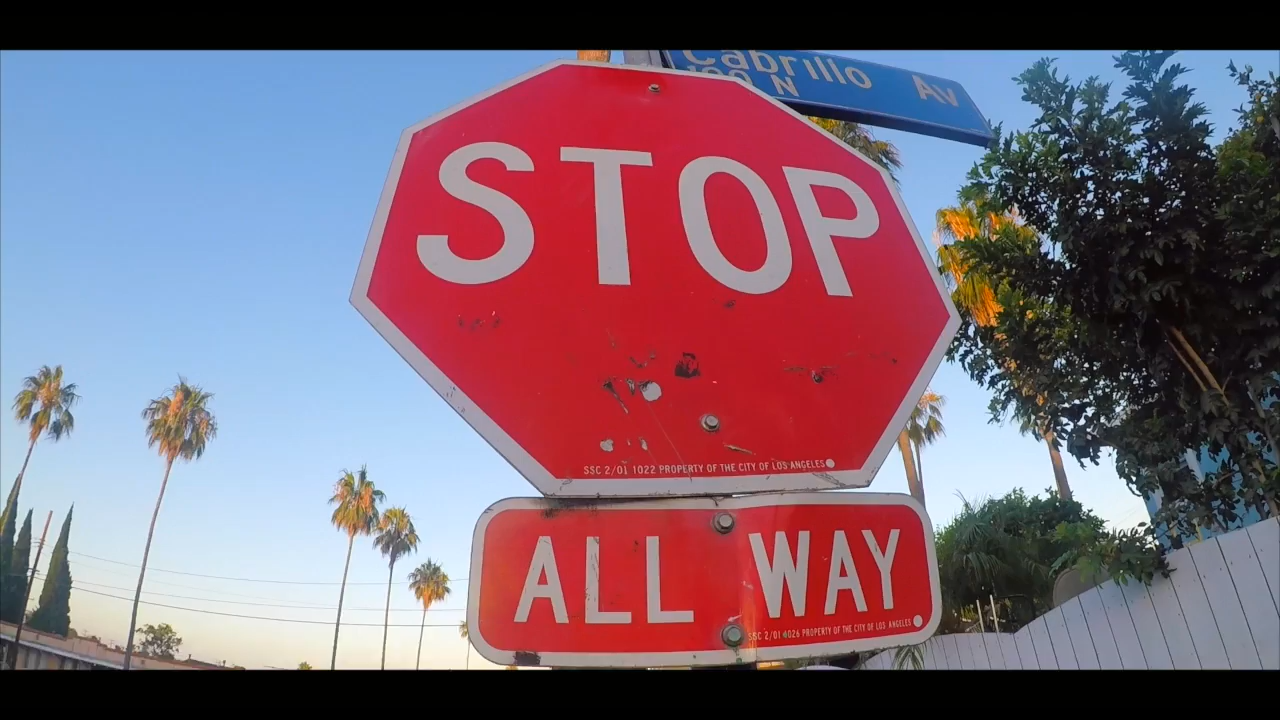 Cabrillo Av
100 N
STOP
SSC 2/01 1022 PROPERTY OF THE CITY OF LOS ANGELES
ALL WAY
SSC 2/01 4026 PROPERTY OF THE CITY OF LOS ANGELES